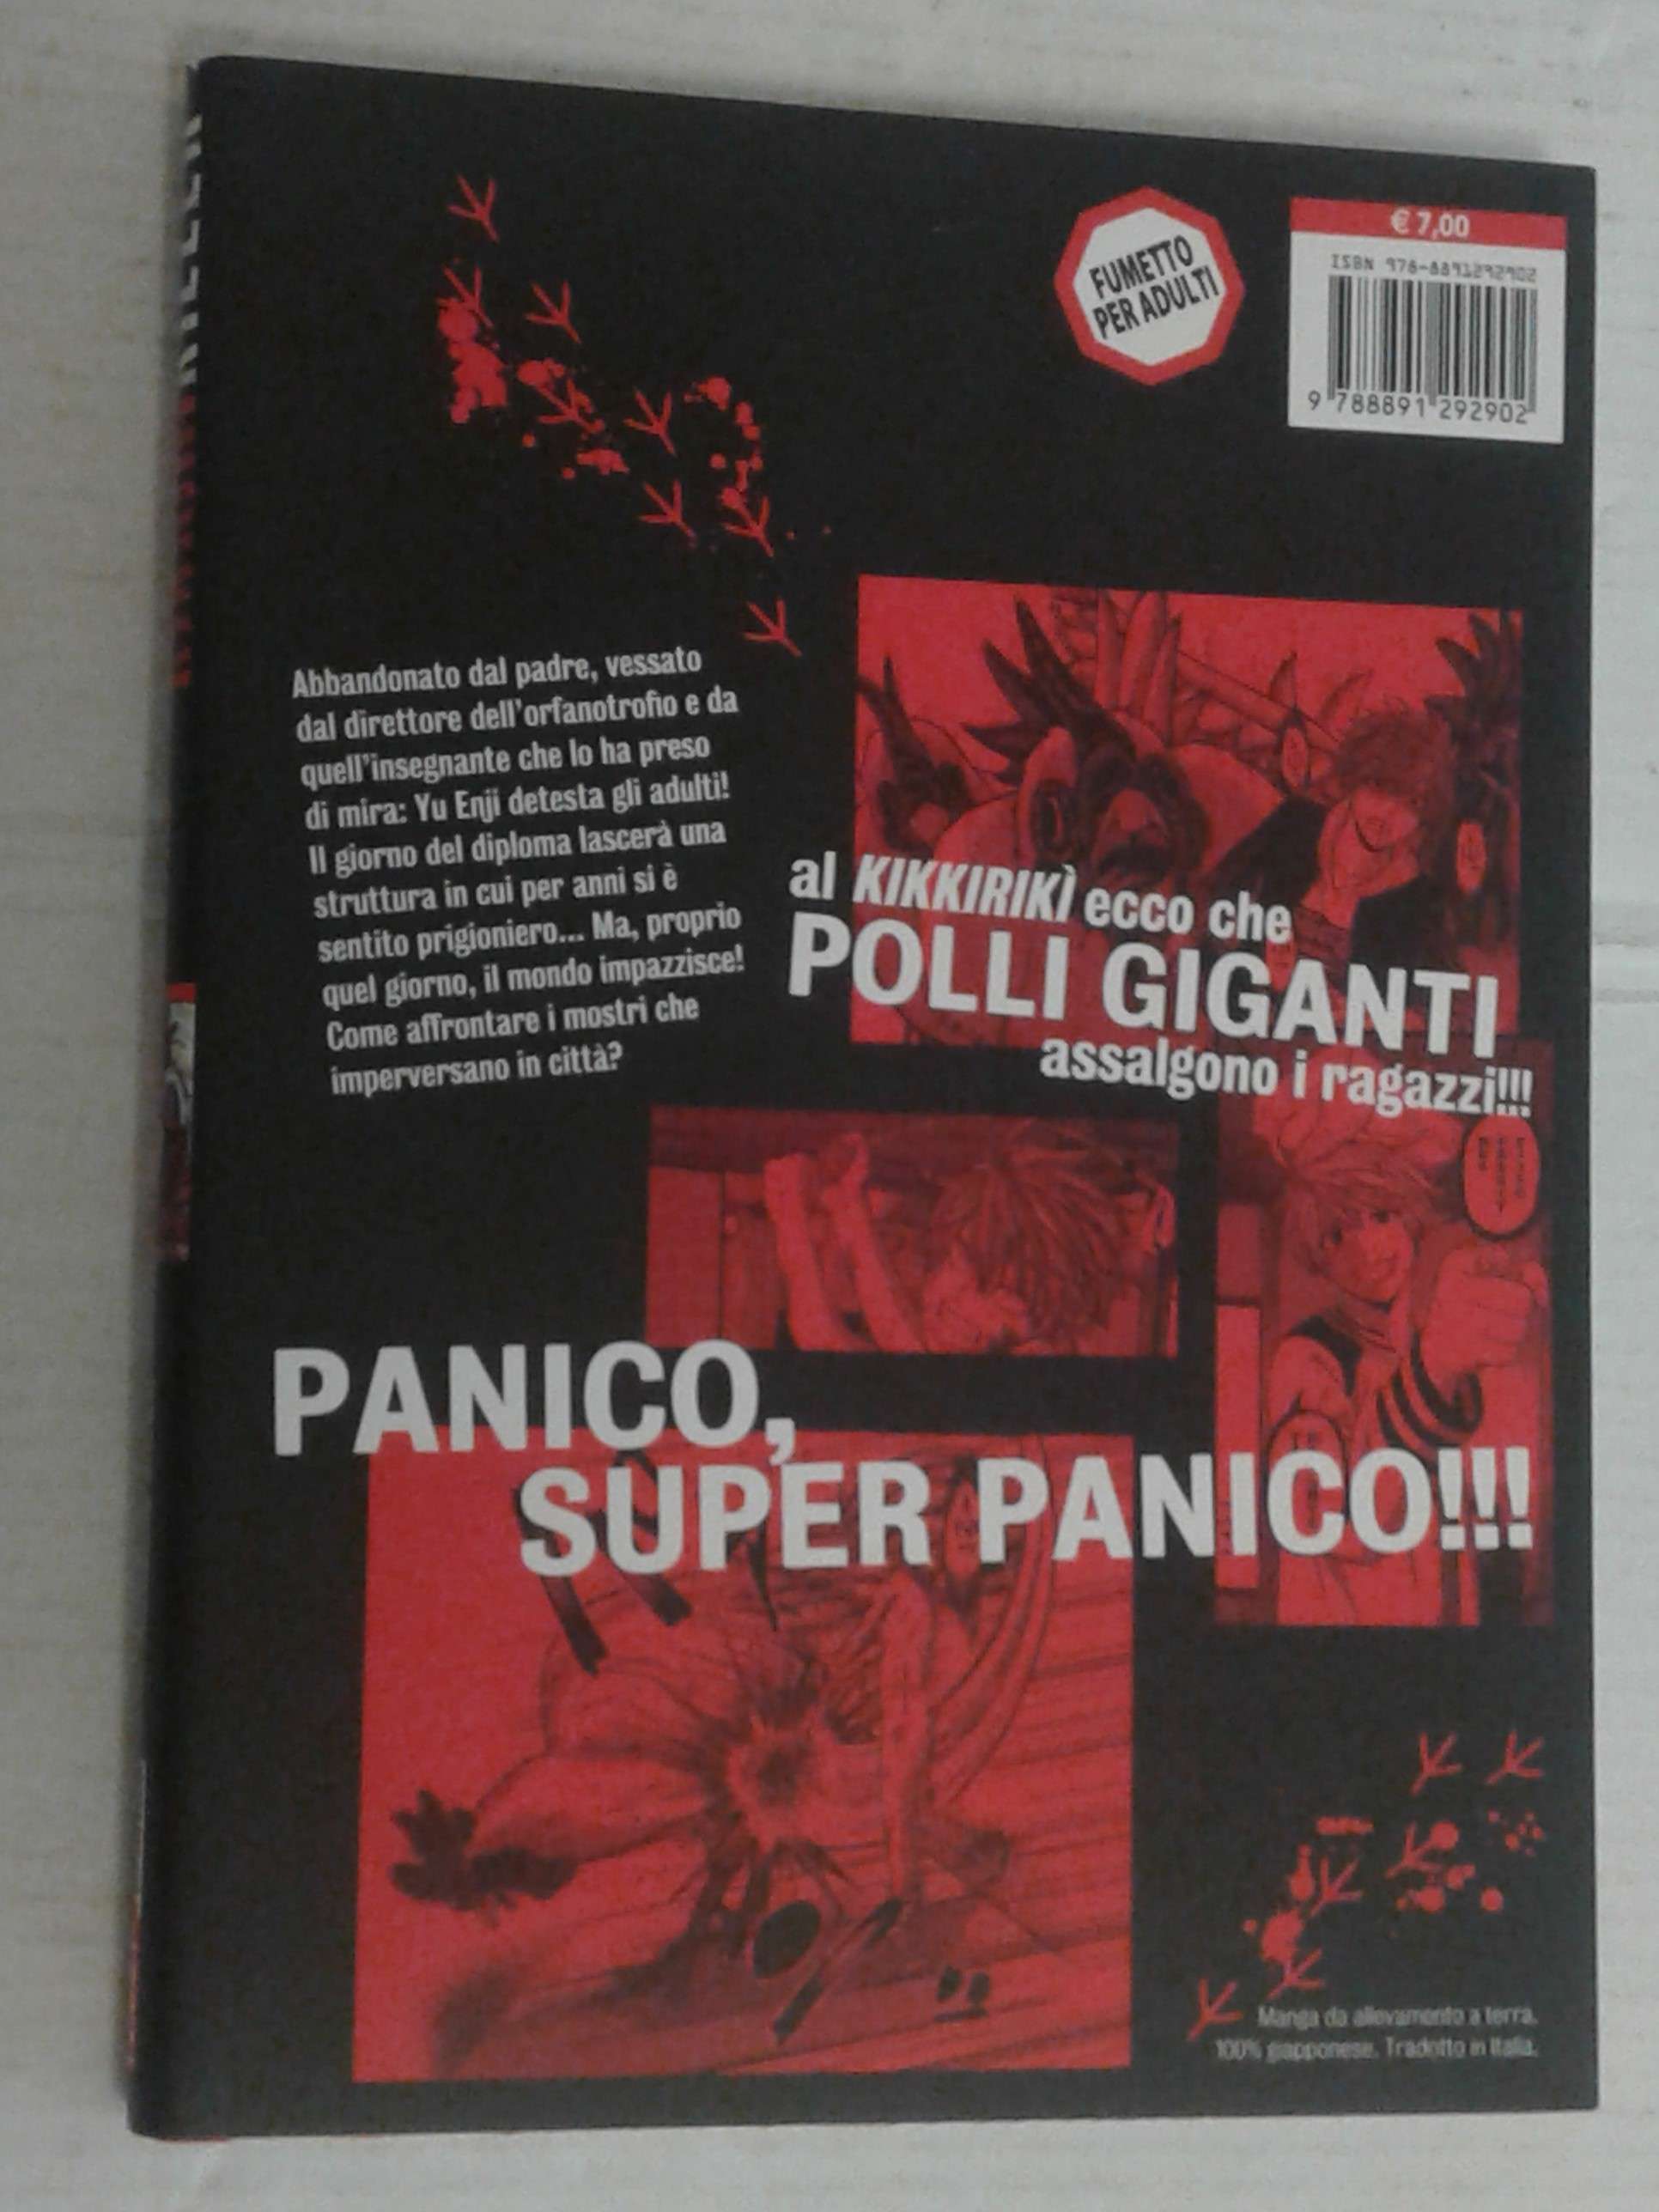 € 7,00
ISBN 978-8891292902
9 788891 292902
FUMETTO
PER ADULTI
Abbandonato dal padre, vessato
dal direttore dell'orfanotrofio e da
quell'insegnante che lo ha preso
di mira: Yu Enji detesta gli adulti!
Il giorno del diploma lascerà una
struttura in cui per anni si è
sentito prigioniero... Ma, proprio
quel giorno, il mondo impazzisce!
Come affrontare i mostri che
imperversano in città?
al KIKKIRIKÌ ecco che
POLLI GIGANTI
assalgono i ragazzi!!!
PANICO,
SUPER PANICO!!!
Manga da allevamento a terra.
100% giapponese. Tradotto in Italia.